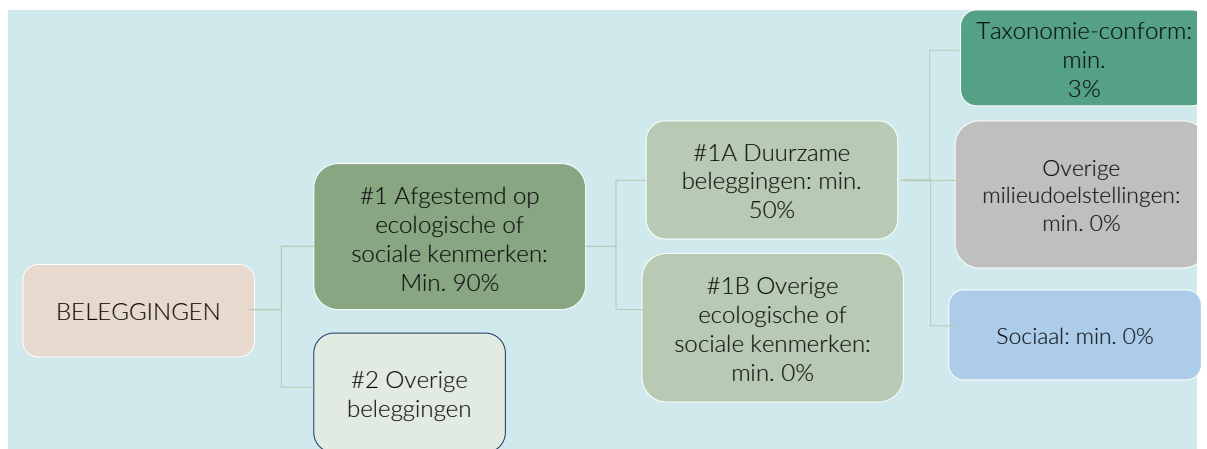 BELEGGINGEN
#1 Afgestemd op
ecologische of
sociale kenmerken:
Min. 90%
#2 Overige
beleggingen
#1A Duurzame
beleggingen: min.
50%
#1B Overige
ecologische of
sociale kenmerken:
min. 0%
Taxonomie-conform:
min.
3%
Overige
milieudoelstellingen:
min. 0%
Sociaal: min. 0%